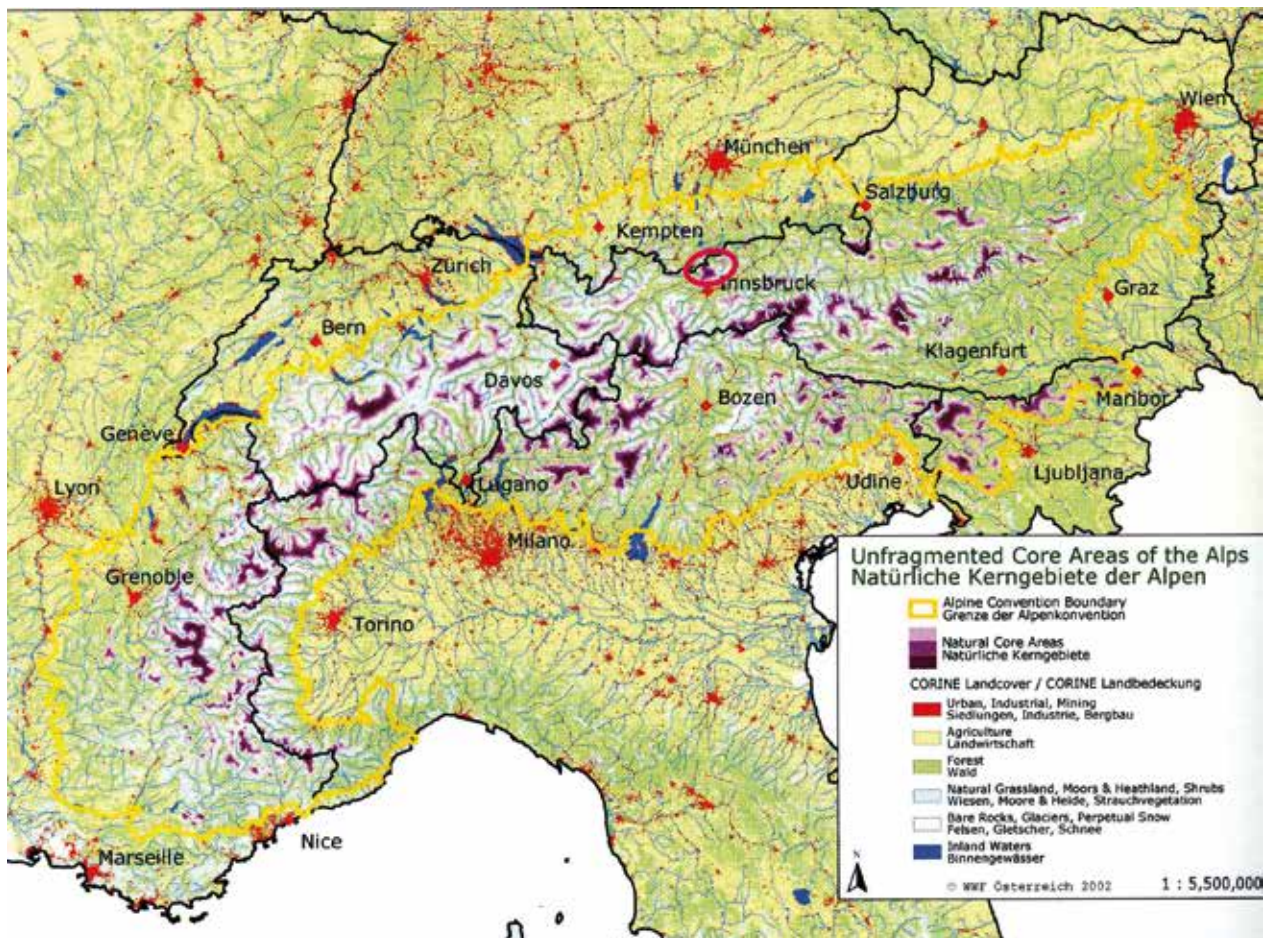 Wien
München
Salzburg
Kempten
Zürich
Innsbruck
Graz
Bern
Klagenfurt
Davos
Bozen
Maribor
Genève
Lyon
Lugano
Udine
Ljubljana
Milano
Grenoble
Torino
Nice
Marseille
Unfragmented Core Areas of the Alps
Natürliche Kerngebiete der Alpen
Alpine Convention Boundary
Grenze der Alpenkonvention
Natural Core Areas
Natürliche Kerngebiete
CORINE Landcover / CORINE Landbedeckung
Urban, Industrial, Mining
Siedlungen, Industrie, Bergbau
Agriculture
Landwirtschaft
Forest
Wald
Natural Grassland, Moors & Heathland, Shrubs
Wiesen, Moore & Heide, Strauchvegetation
Bare Rocks, Glaciers, Perpetual Snow
Felsen, Gletscher, Schnee
Inland Waters
Binnengewässer
N
© WWF Österreich 2002 1 : 5,500,000